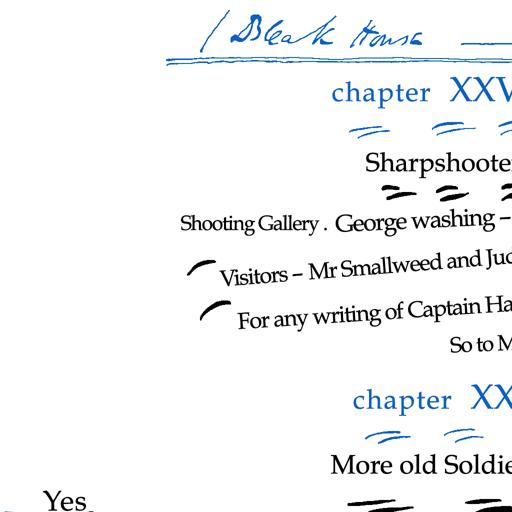 / Bleak House
chapter XXV
Sharpshoote
Shooting Gallery . George washing –
Visitors – Mr Smallweed and Jud
For any writing of Captain Ha
So to M
chapter XX
More old Soldie
Yes